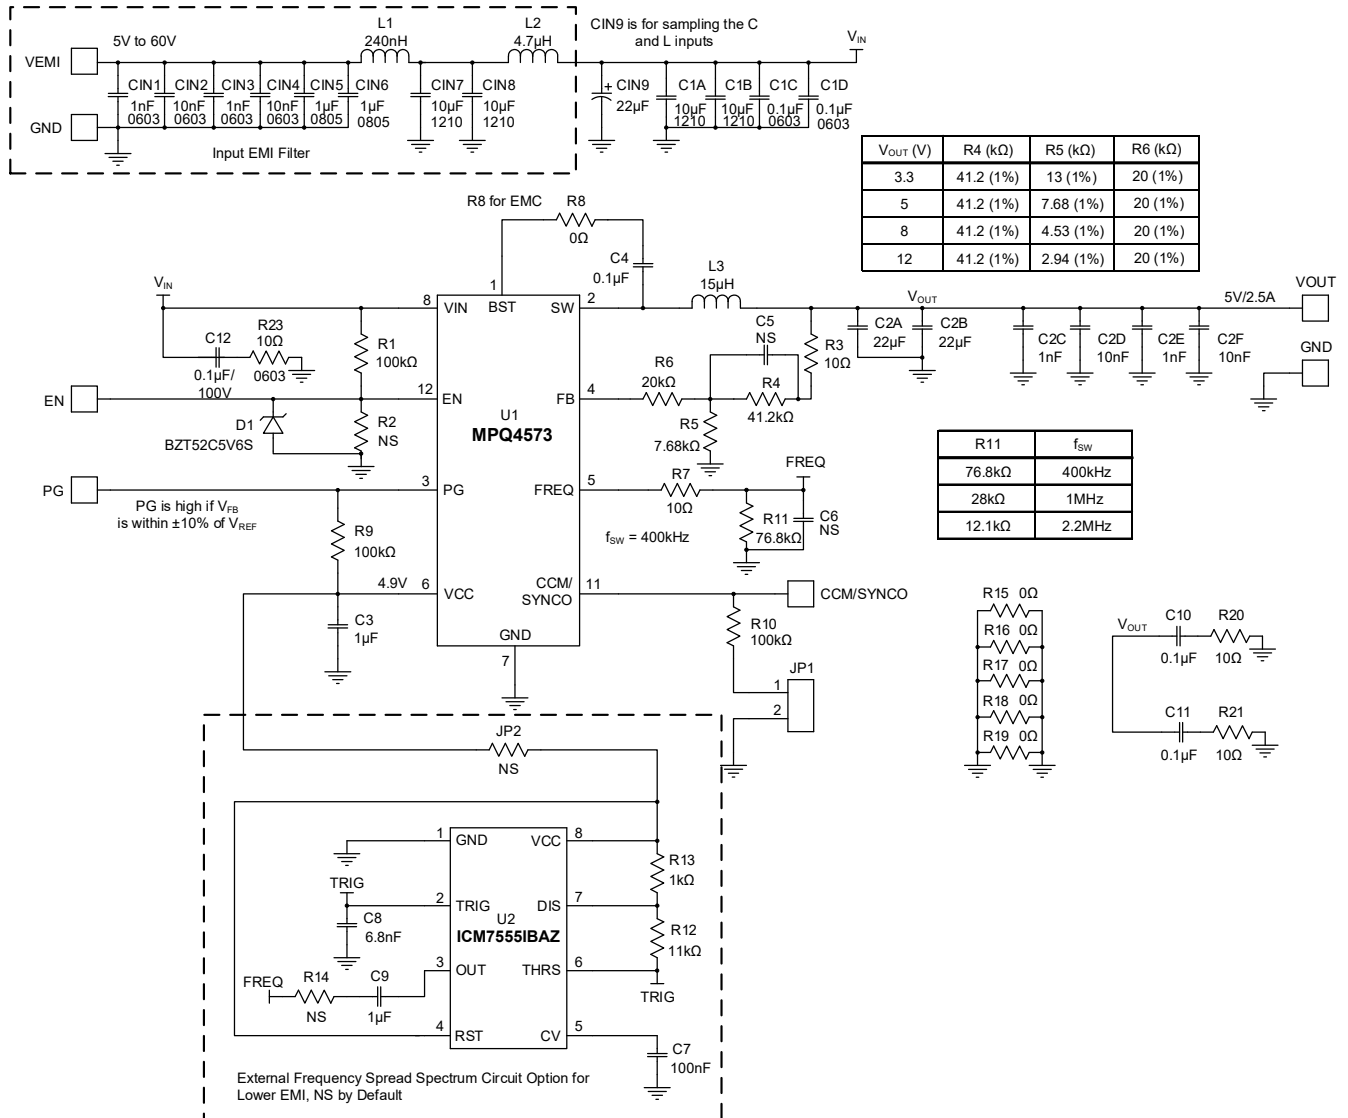 5V to 60V
VEMI
GND
L1
240nH
L2
4.7µH
CIN1
1nF
0603
CIN2
10nF
0603
CIN3
1nF
0603
CIN4
10nF
0603
CIN5
1µF
0805
CIN6
1µF
0805
CIN7
10µF
1210
CIN8
10µF
1210
Input EMI Filter
CIN9 is for sampling the C
and L inputs
VIN
CIN9
22µF
C1A
10µF
1210
C1B
10µF
1210
C1C
0.1µF
0603
C1D
0.1µF
0603
VOUT (V) R4 (kΩ) R5 (kΩ) R6 (kΩ)
3.3 41.2 (1%) 13 (1%) 20 (1%)
5 41.2 (1%) 7.68 (1%) 20 (1%)
8 41.2 (1%) 4.53 (1%) 20 (1%)
12 41.2 (1%) 2.94 (1%) 20 (1%)
R8 for EMC
R8
0Ω
C4
0.1µF
L3
15µH
VIN
C12
0.1µF/
100V
R23
10Ω
0603
R1
100kΩ
R2
NS
EN
D1
BZT52C5V6S
PG
PG is high if VFB
is within ±10% of VREF
R9
100kΩ
4.9V
C3
1µF
1
BST
8 VIN
SW 2
12 EN
FB 4
U1
MPQ4573
3 PG
FREQ 5
6 VCC
CCM/
SYNCO
11
GND
7
C5
NS
R6
20kΩ
R4
41.2kΩ
R5
7.68kΩ
R3
10Ω
VOUT
C2A
22µF
C2B
22µF
C2C
1nF
C2D
10nF
C2E
1nF
C2F
10nF
5V/2.5A
VOUT
GND
R7
10Ω
FREQ
R11
76.8kΩ
C6
NS
fSW = 400kHz
R11 fSW
76.8kΩ 400kHz
28kΩ 1MHz
12.1kΩ 2.2MHz
CCM/SYNCO
R10
100kΩ
JP1
1
2
R15 0Ω
R16 0Ω
R17 0Ω
R18 0Ω
R19 0Ω
VOUT
C10
0.1µF
R20
10Ω
C11
0.1µF
R21
10Ω
JP2
NS
1 GND
VCC 8
TRIG
2 TRIG
DIS 7
C8
6.8nF
U2
ICM7555IBAZ
3 OUT
THRS 6
4 RST
CV 5
R13
1kΩ
R12
11kΩ
TRIG
FREQ
R14
NS
C9
1µF
C7
100nF
External Frequency Spread Spectrum Circuit Option for
Lower EMI, NS by Default